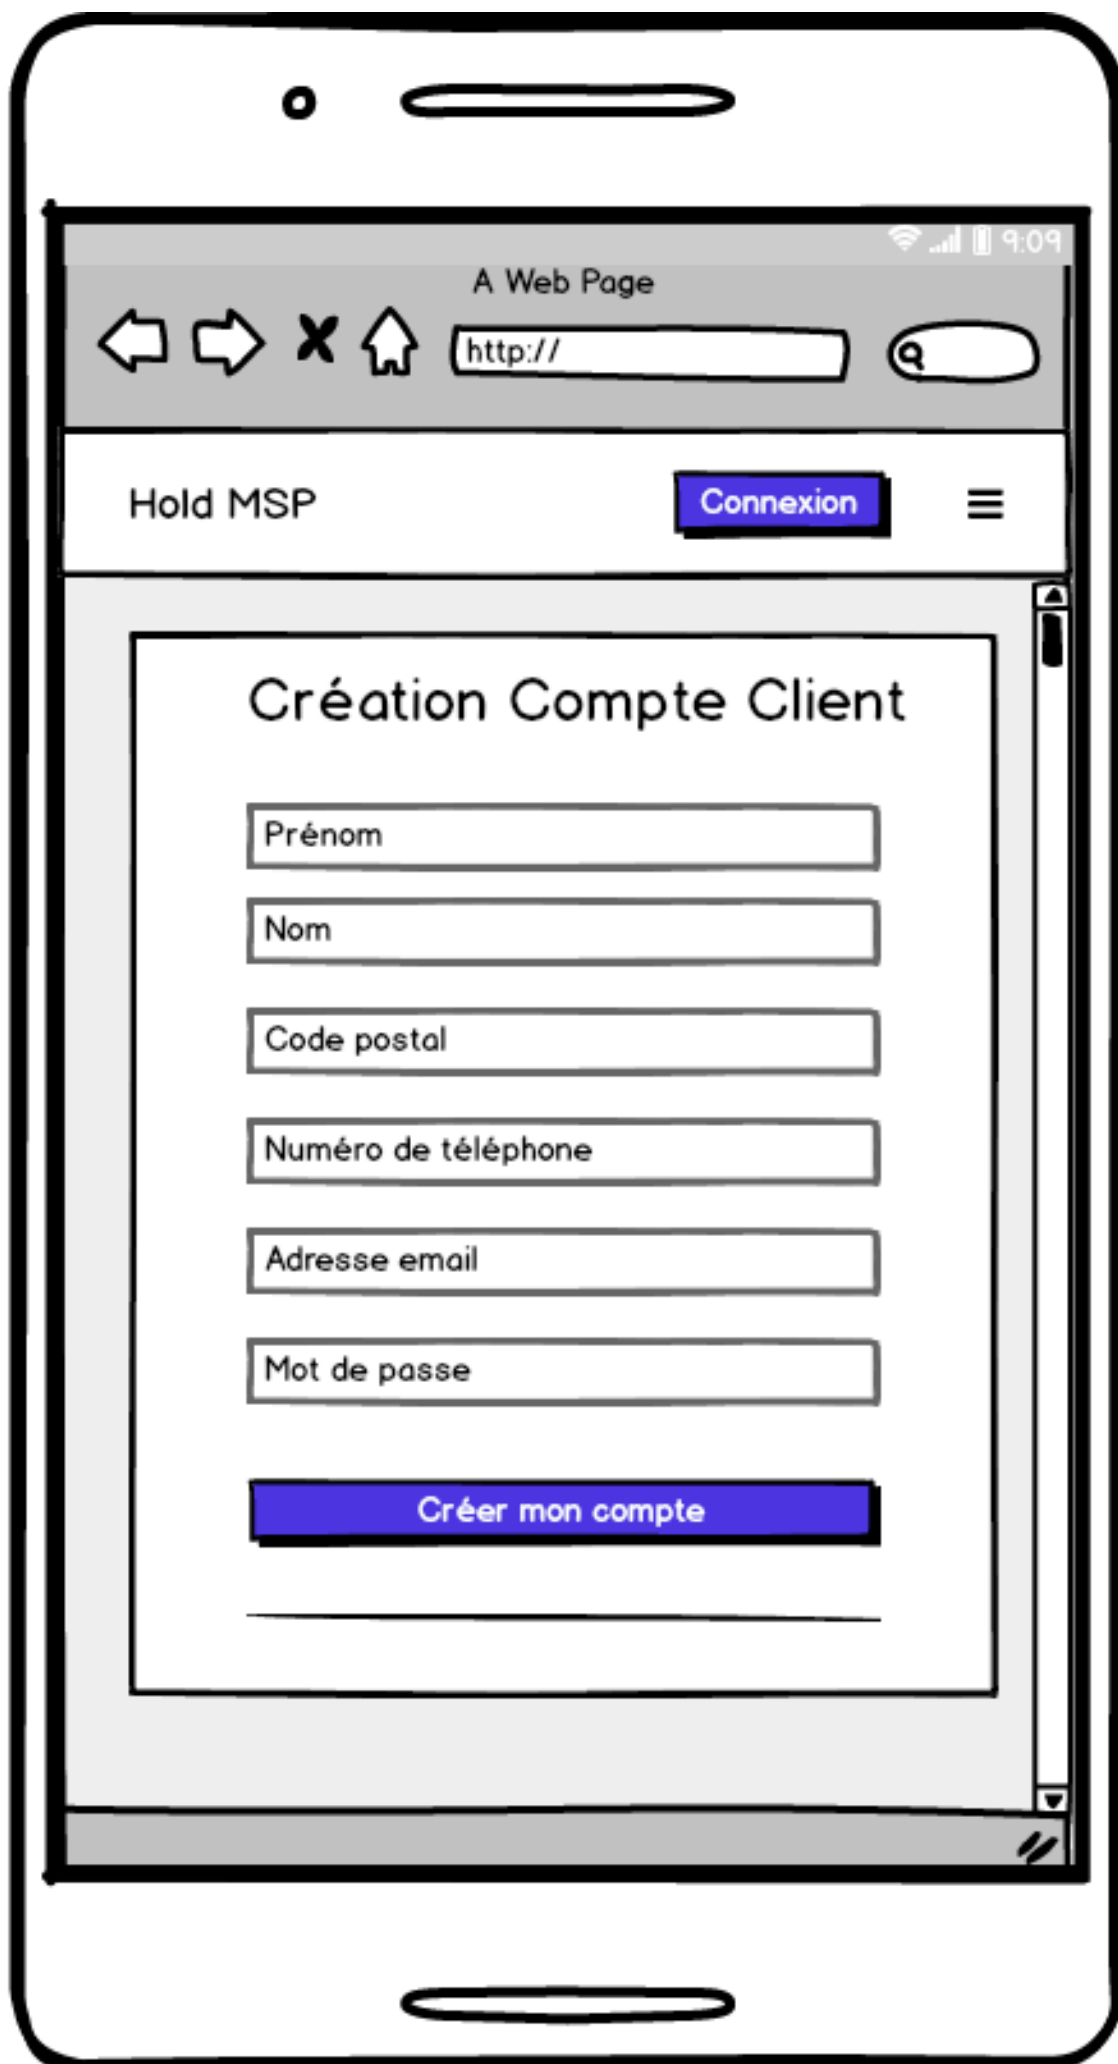 9:09
A Web Page
http://
Hold MSP
Connexion
Création Compte Client
Prénom
Nom
Code postal
Numéro de téléphone
Adresse email
Mot de passe
Créer mon compte